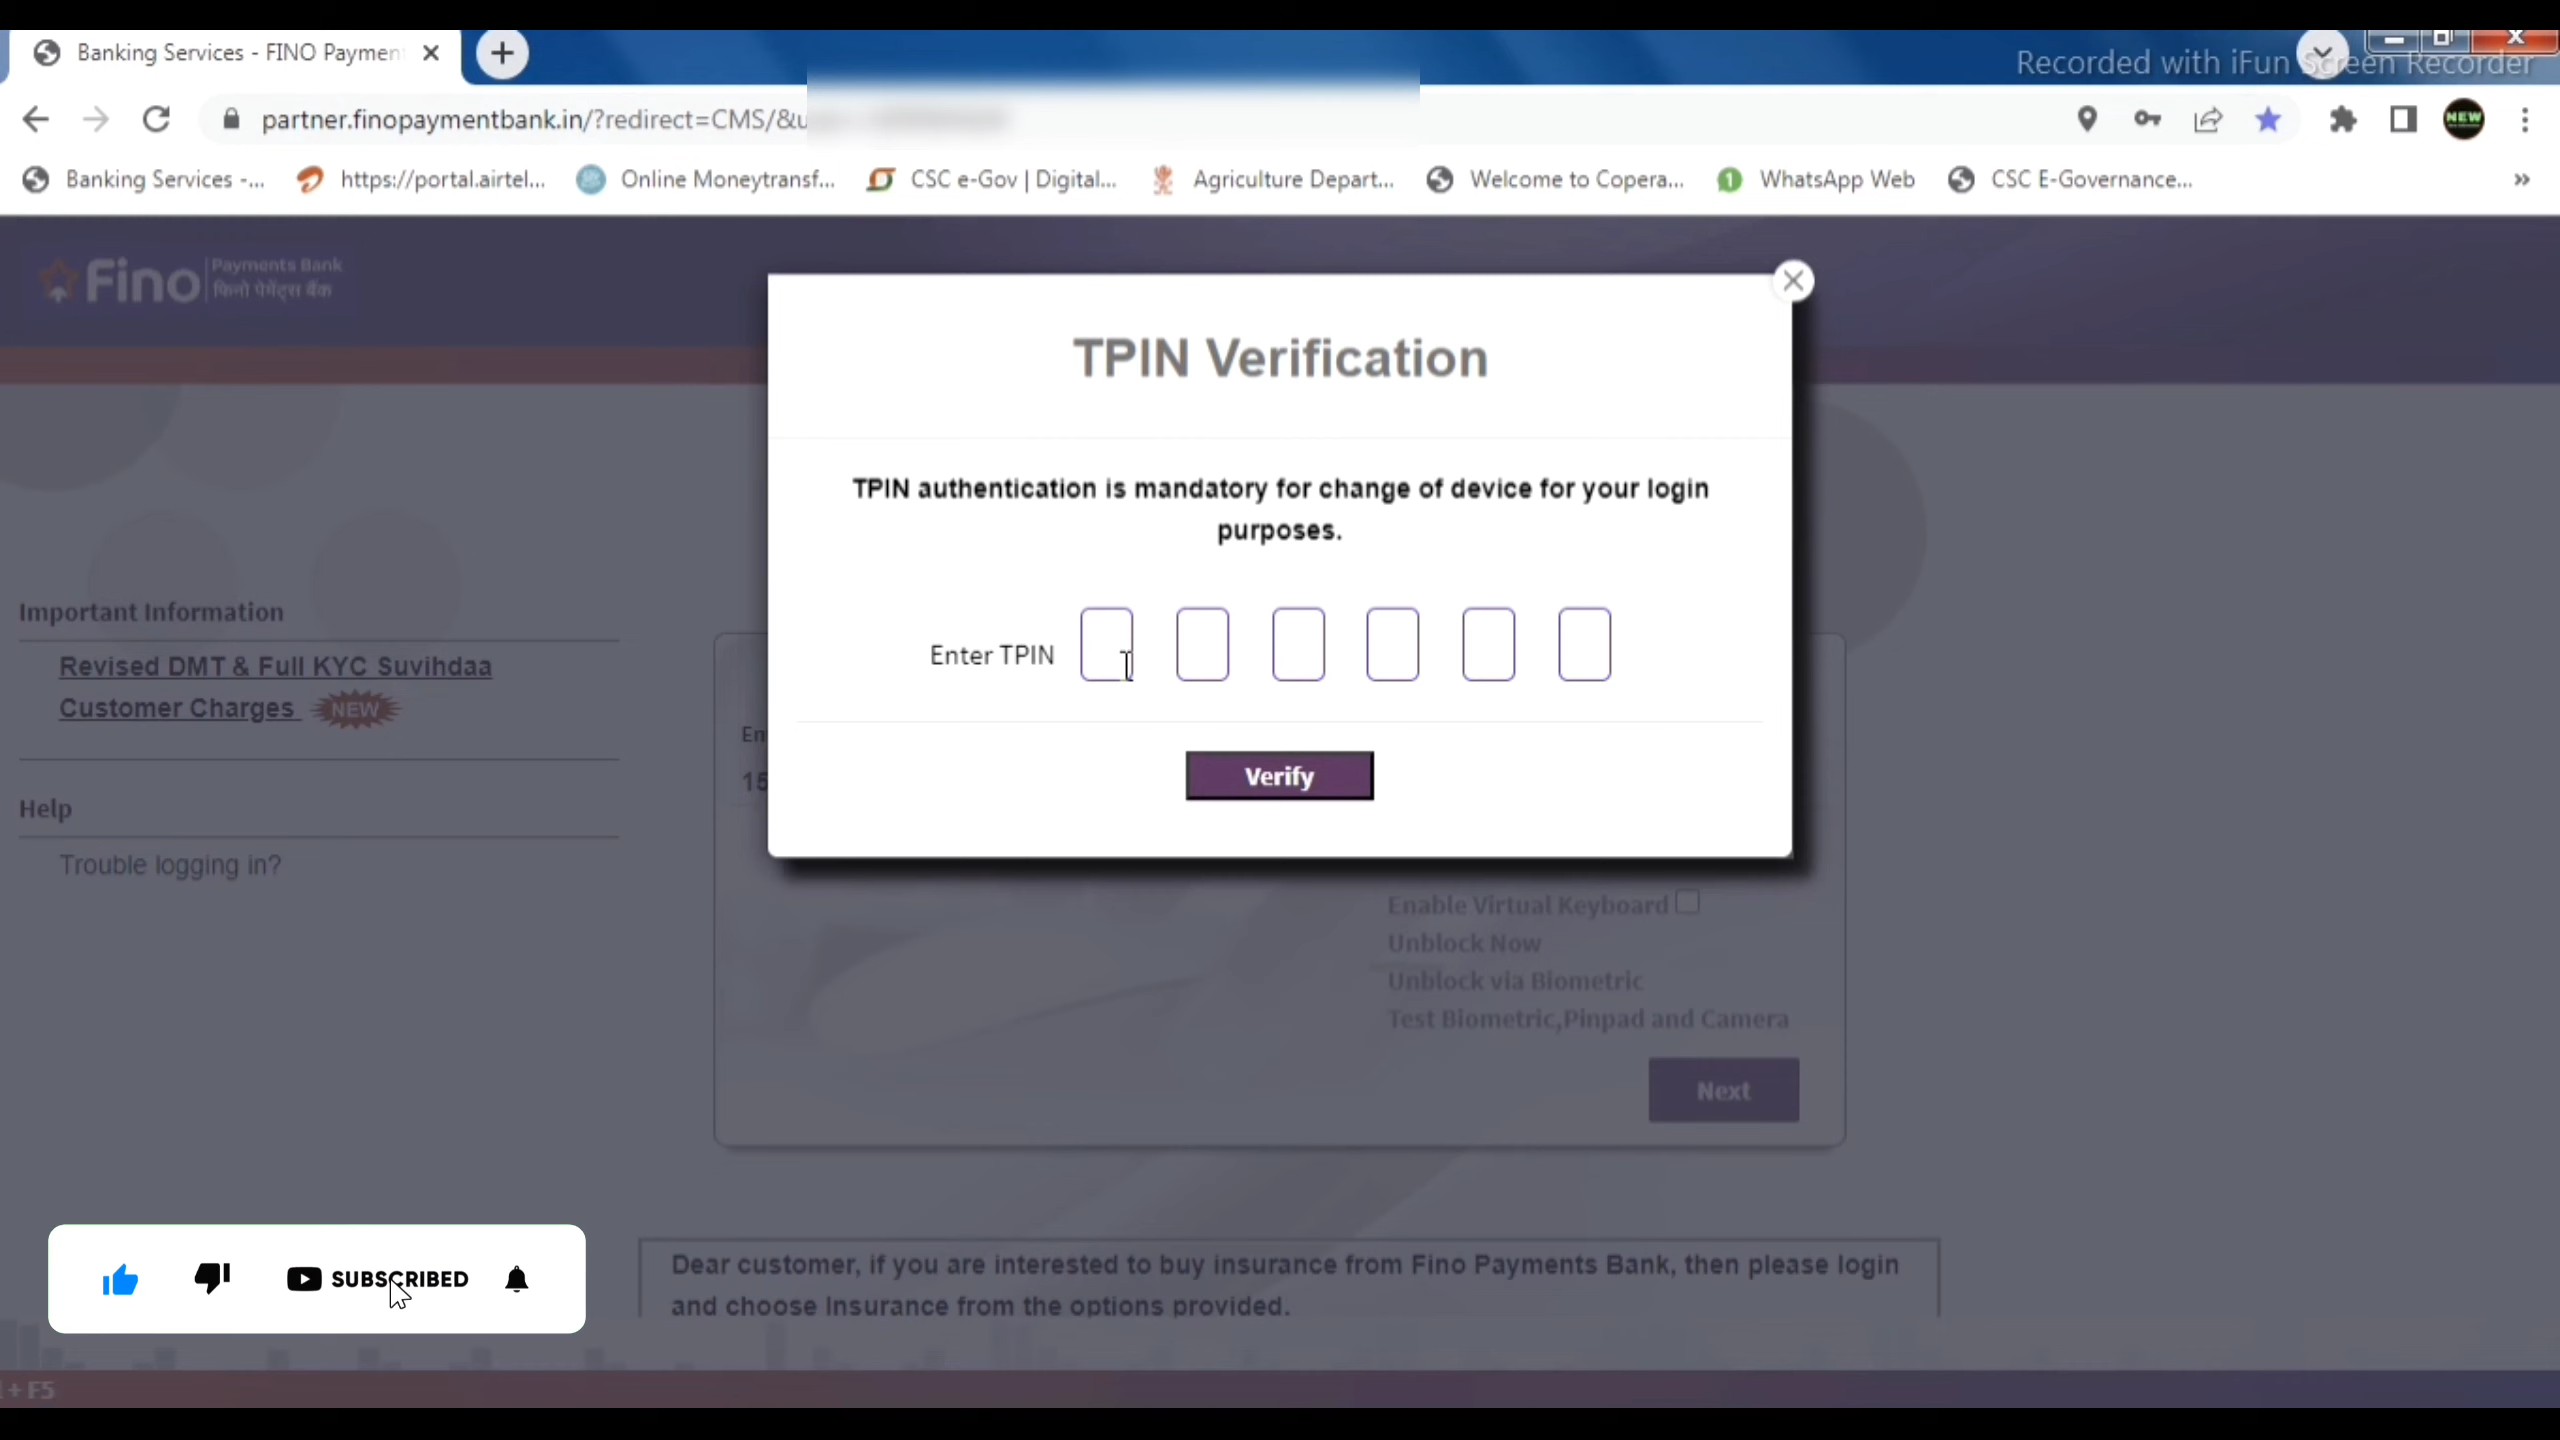 Banking Services - FINO Paymen
Recorded with iFun Screen Recorder
partner.finopaymentbank.in/?redirect=CMS/&u
NEW
Banking Services -...
https://portal.airtel...
Online Moneytransf...
CSC e-Gov | Digital...
Agriculture Depart...
Welcome to Copera...
1
WhatsApp Web
CSC E-Governance...
Fino
Payments Bank
फिनो पेमेंट्स बैंक
TPIN Verification
TPIN authentication is mandatory for change of device for your login
purposes.
Enter TPIN
Verify
Important Information
Revised DMT & Full KYC Suvihdaa
Customer Charges
NEW
En
15
Help
Trouble logging in?
Enable Virtual Keyboard
Unblock Now
Unblock via Biometric
Test Biometric,Pinpad and Camera
Next
SUBSCRIBED
Dear customer, if you are interested to buy insurance from Fino Payments Bank, then please login
and choose Insurance from the options provided.
+ F5